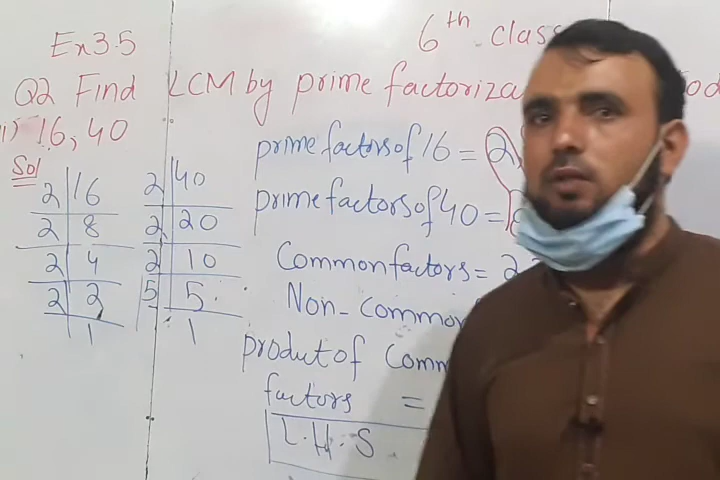 Ex 3.5
6th class
Q2 Find LCM by prime factoriza
16, 40
Sol
2 16
2 8
2 4
2 2
1
2 40
2 20
2 10
5 5
1
prime factors of 16 = 2
prime factors of 40 =
Common factors = 2
Non-common
produt of Comm
factors =
L.H.S